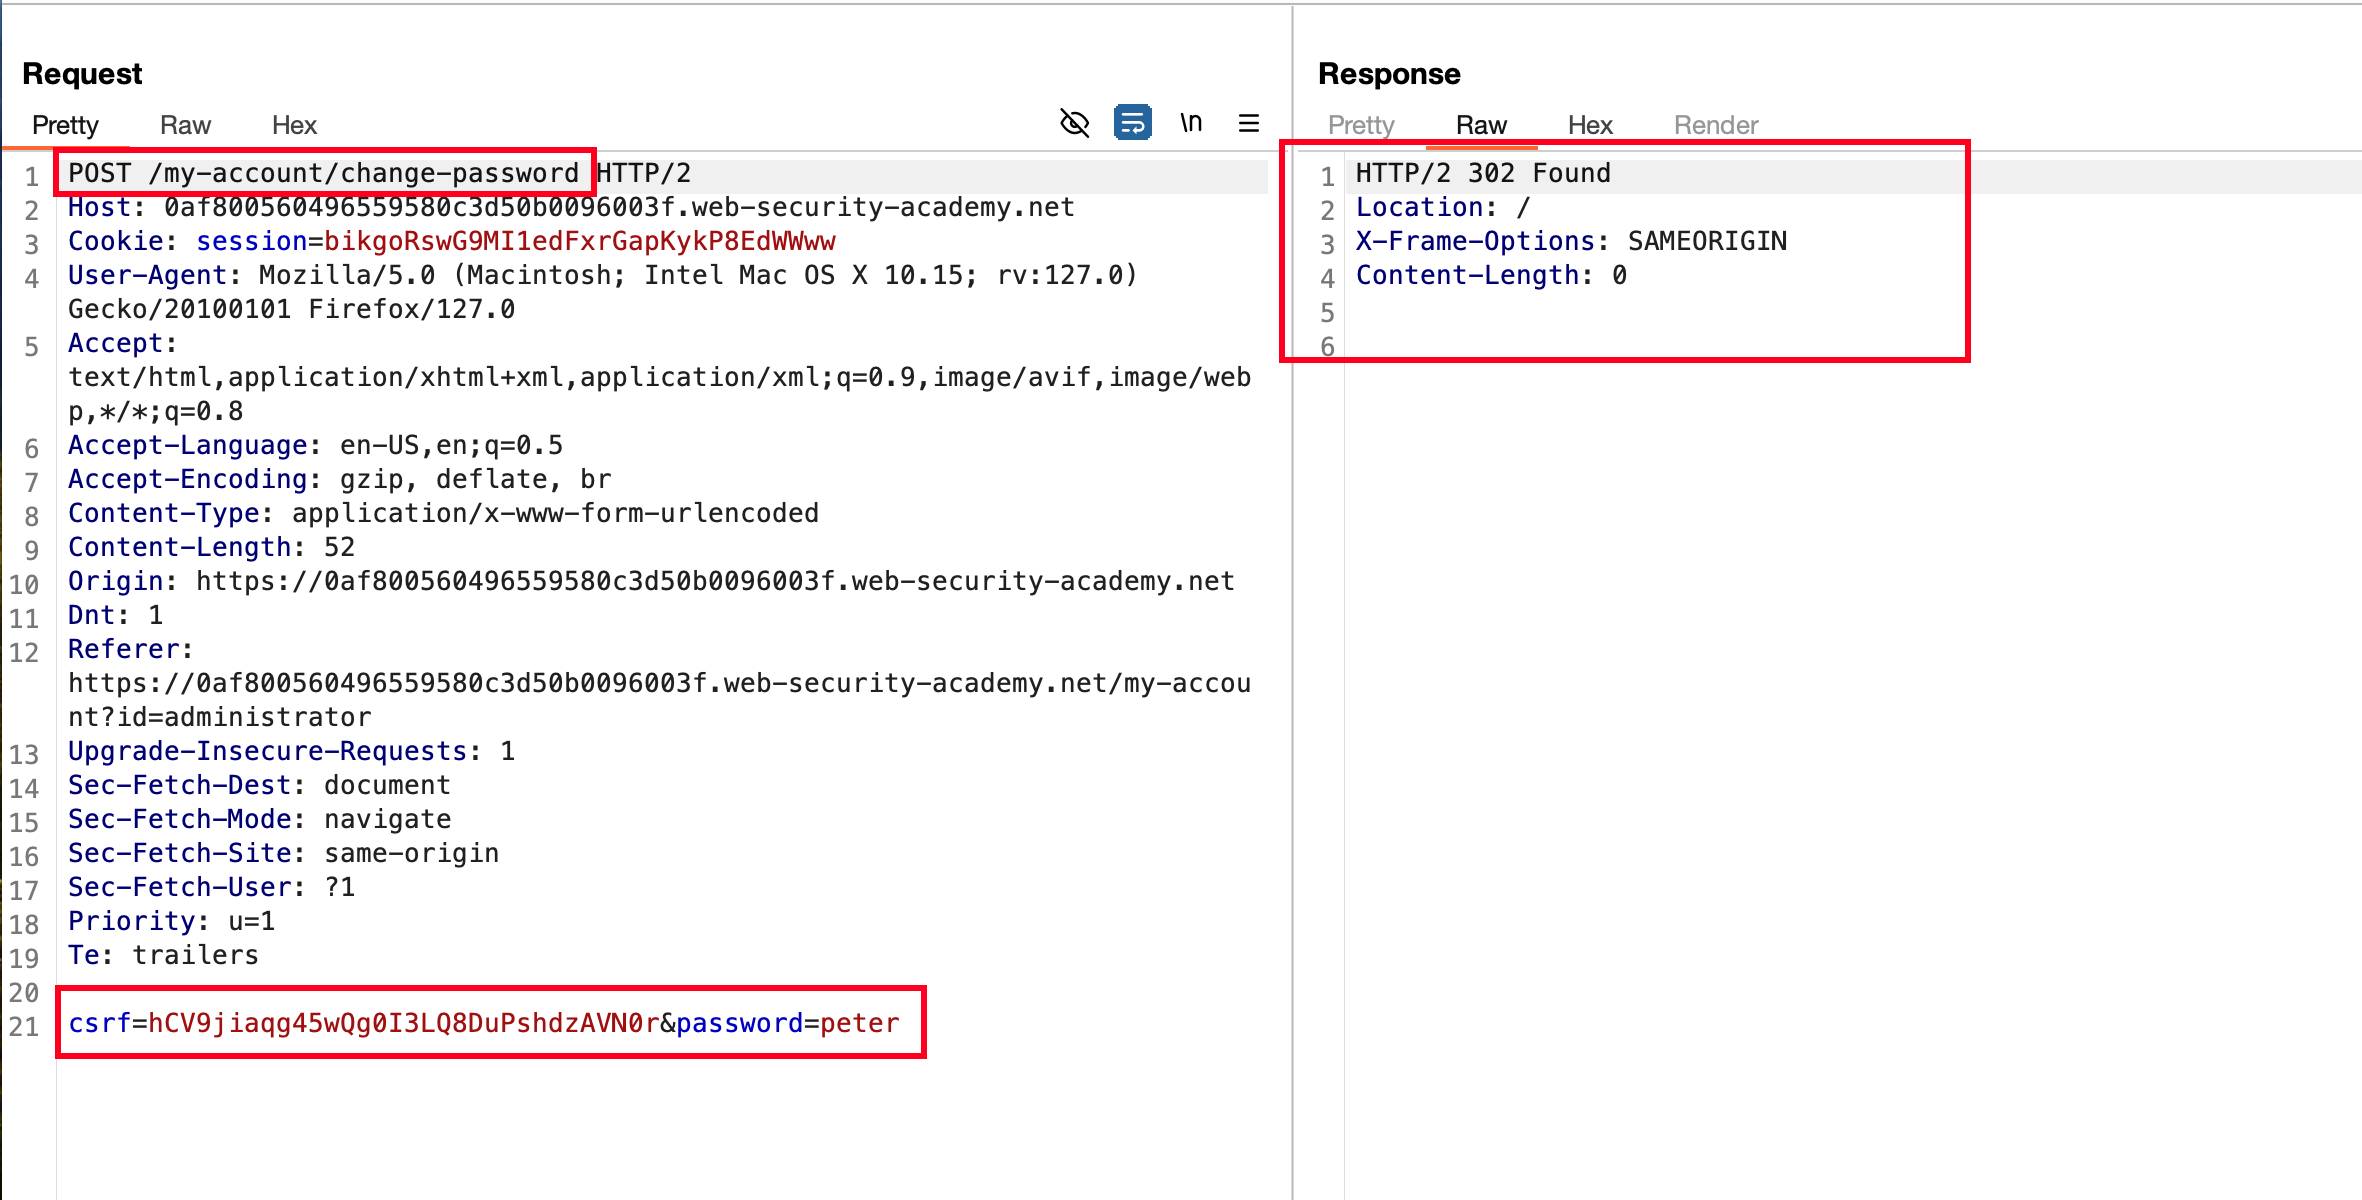 Request
Pretty Raw Hex \n
1 POST /my-account/change-password HTTP/2
2 Host: 0af800560496559580c3d50b0096003f.web-security-academy.net
3 Cookie: session=bikgoRswG9MI1edFxrGapKykP8EdWWww
4 User-Agent: Mozilla/5.0 (Macintosh; Intel Mac OS X 10.15; rv:127.0)
Gecko/20100101 Firefox/127.0
5 Accept:
text/html,application/xhtml+xml,application/xml;q=0.9,image/avif,image/web
p,*/*;q=0.8
6 Accept-Language: en-US,en;q=0.5
7 Accept-Encoding: gzip, deflate, br
8 Content-Type: application/x-www-form-urlencoded
9 Content-Length: 52
10 Origin: https://0af800560496559580c3d50b0096003f.web-security-academy.net
11 Dnt: 1
12 Referer:
https://0af800560496559580c3d50b0096003f.web-security-academy.net/my-accou
nt?id=administrator
13 Upgrade-Insecure-Requests: 1
14 Sec-Fetch-Dest: document
15 Sec-Fetch-Mode: navigate
16 Sec-Fetch-Site: same-origin
17 Sec-Fetch-User: ?1
18 Priority: u=1
19 Te: trailers
20
21 csrf=hCV9jiaqg45wQg0I3LQ8DuPshdzAVN0r&password=peter
Response
Pretty Raw Hex Render
1 HTTP/2 302 Found
2 Location: /
3 X-Frame-Options: SAMEORIGIN
4 Content-Length: 0
5
6